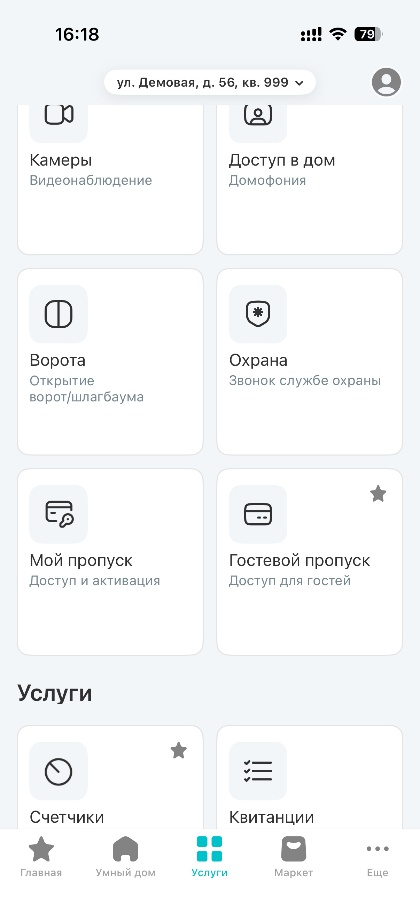 16:18
79
ул. Демовая, д. 56, кв. 999
Камеры
Видеонаблюдение
Доступ в дом
Домофония
Ворота
Открытие
ворот/шлагбаума
Охрана
Звонок службе охраны
Мой пропуск
Доступ и активация
Гостевой пропуск
Доступ для гостей
Услуги
Счетчики
Квитанции
Главная
Умный дом
Услуги
Маркет
Еще